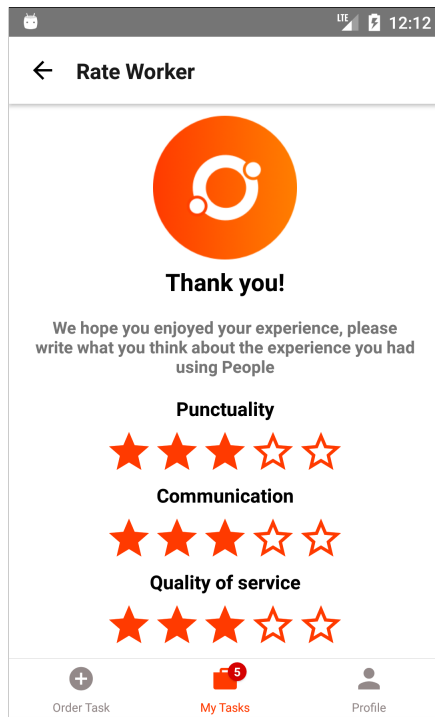 LTE 12:12
Rate Worker
Thank you!
We hope you enjoyed your experience, please
write what you think about the experience you had
using People
Punctuality
Communication
Quality of service
5
Order Task My Tasks Profile